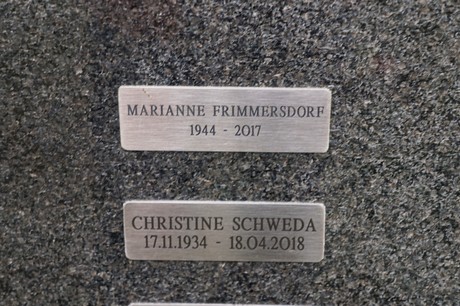 MARIANNE FRIMMERSDORF
1944 - 2017
CHRISTINE SCHWEDA
17.11.1934 - 18.04.2018